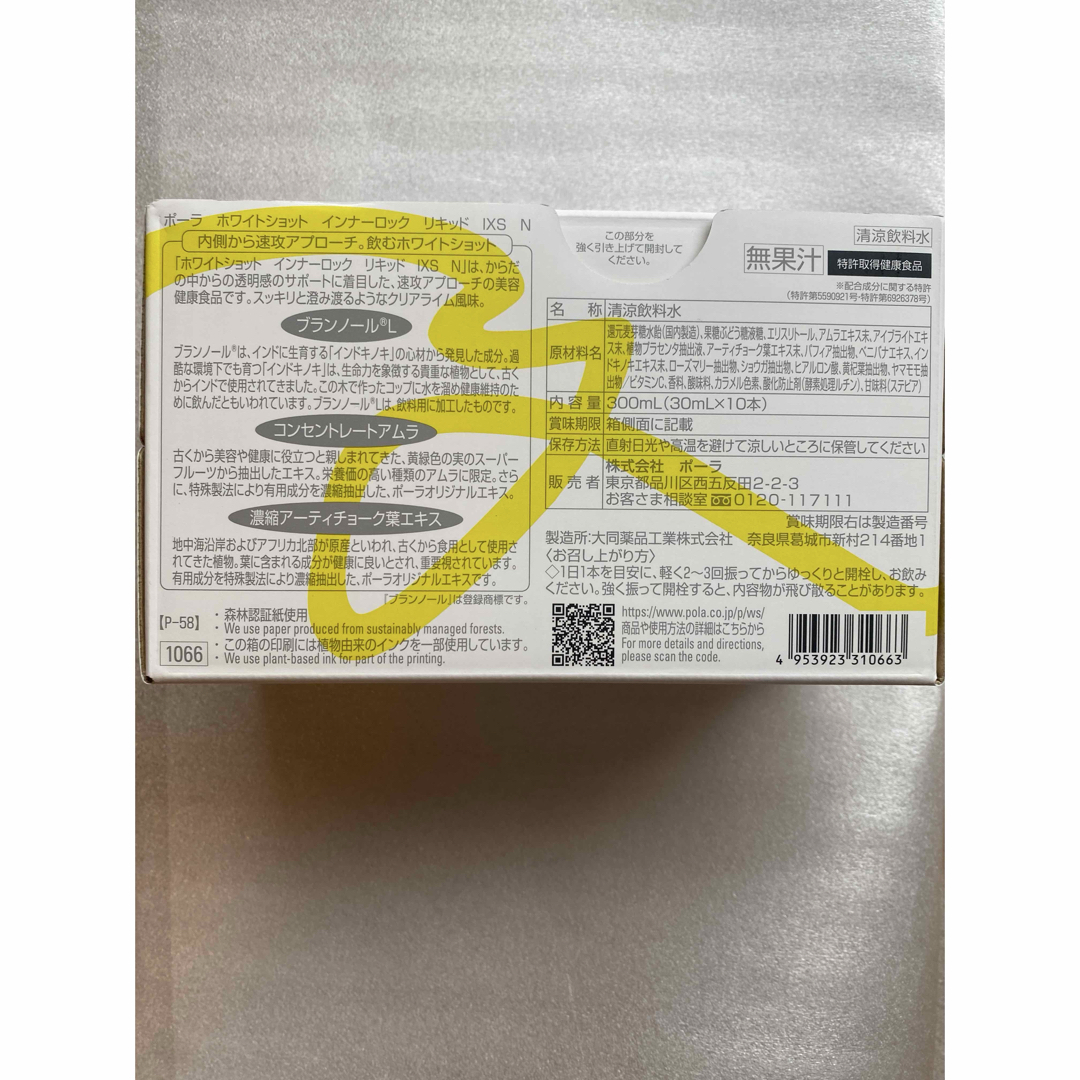 ポーラ ホワイトショット インナーロック リキッド IXS N
内側から速攻アプローチ。飲むホワイトショット
「ホワイトショット インナーロック リキッド IXS N」は、からだ
の中からの透明感のサポートに着目した、速攻アプローチの美容
健康食品です。スッキリと澄み渡るようなクリアライム風味。
ブランノール®L
ブランノール®は、インドに生育する「インドキノキ」の心材から発見した成分。過
酷な環境下でも育つ「インドキノキ」は、生命力を象徴する貴重な植物として、古く
からインドで使用されてきました。この木で作ったコップに水を溜め健康維持のた
めに飲んだともいわれています。ブランノール®Lは、飲料用に加工したものです。
コンセントレートアムラ
古くから美容や健康に役立つと親しまれてきた、黄緑色の実のスーパー
フルーツから抽出したエキス。栄養価の高い種類のアムラに限定。さら
に、特殊製法により有用成分を濃縮抽出した、ポーラオリジナルエキス。
濃縮アーティチョーク葉エキス
地中海沿岸およびアフリカ北部が原産といわれ、古くから食用として使用さ
れてきた植物。葉に含まれる成分が健康に良いとされ、重要視されています。
有用成分を特殊製法により濃縮抽出した、ポーラオリジナルエキスです。
「ブランノール」は登録商標です。
【P-58】
1066
・森林認証紙使用
・We use paper produced from sustainably managed forests.
・この箱の印刷には植物由来のインクを一部使用しています。
・We use plant-based ink for part of the printing.
この部分を
強く引き上げて開封して
ください。
清涼飲料水
無果汁 特許取得健康食品
※配合成分に関する特許
(特許第5590921号・特許第6926378号)
名 称 清涼飲料水
原材料名 還元麦芽糖水飴(国内製造)、果糖ぶどう糖液糖、エリスリトール、アムラエキス末、アイブライトエキ
ス末、植物プラセンタ抽出液、アーティチョーク葉エキス末、パフィア抽出物、ベニバナエキス、イン
ドキノキエキス末、ローズマリー抽出物、ショウガ抽出物、ヒアルロン酸、黄杞葉抽出物、ヤマモモ抽
出物/ビタミンC、香料、酸味料、カラメル色素、酸化防止剤(酵素処理ルチン)、甘味料(ステビア)
内 容 量 300mL(30mL×10本)
賞味期限 箱側面に記載
保存方法 直射日光や高温を避けて涼しいところに保管してください
販 売 者 株式会社 ポーラ
東京都品川区西五反田2-2-3
お客さま相談室 0120-117111
賞味期限右は製造番号
製造所:大同薬品工業株式会社 奈良県葛城市新村214番地1
〈お召し上がり方〉
◇1日1本を目安に、軽く2〜3回振ってからゆっくりと開栓し、お飲み
ください。強く振って開栓すると、内容物が飛び散ることがあります。
https://www.pola.co.jp/p/ws/
商品や使用方法の詳細はこちらから
For more details and directions,
please scan the code.
4 953923 310663